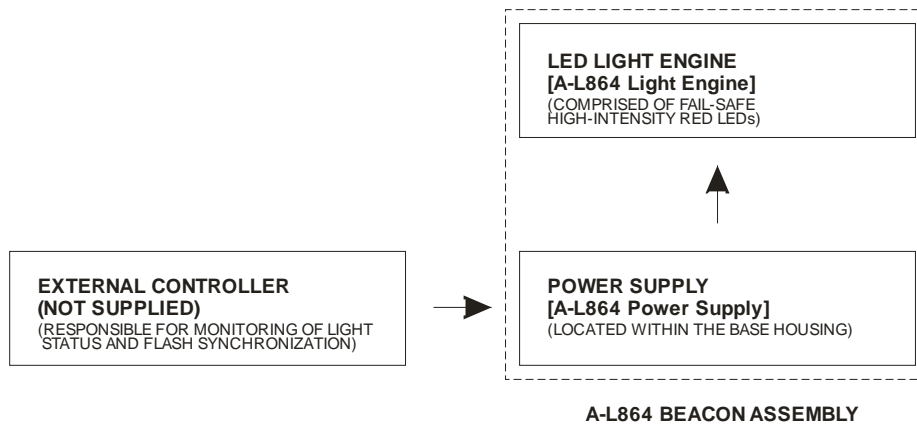 LED LIGHT ENGINE
[A-L864 Light Engine]
(COMPRISED OF FAIL-SAFE
HIGH-INTENSITY RED LEDs)
EXTERNAL CONTROLLER
(NOT SUPPLIED)
(RESPONSIBLE FOR MONITORING OF LIGHT
STATUS AND FLASH SYNCHRONIZATION)
POWER SUPPLY
[A-L864 Power Supply]
(LOCATED WITHIN THE BASE HOUSING)
A-L864 BEACON ASSEMBLY